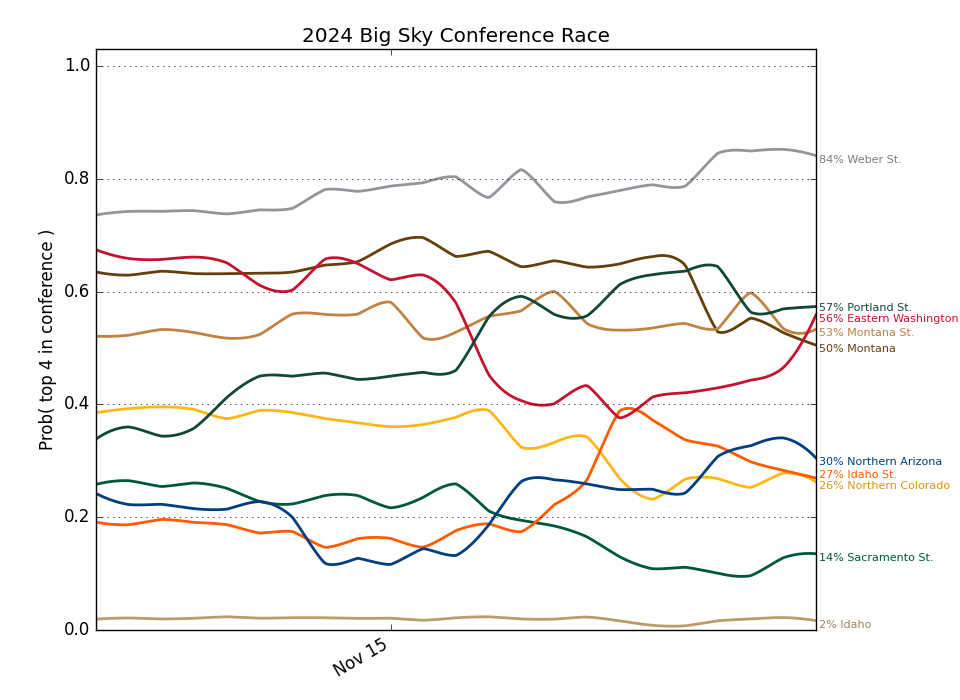 2024 Big Sky Conference Race
Prob( top 4 in conference )
1.0
0.8
0.6
0.4
0.2
0.0
Nov 15
84% Weber St.
57% Portland St.
56% Eastern Washington
53% Montana St.
50% Montana
30% Northern Arizona
27% Idaho St.
26% Northern Colorado
14% Sacramento St.
2% Idaho